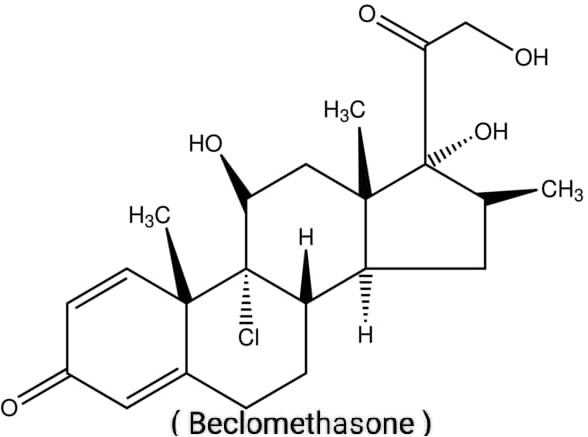 O
OH
H₃C
OH
HO
CH₃
H₃C
H
Cl
H
O
( Beclomethasone )